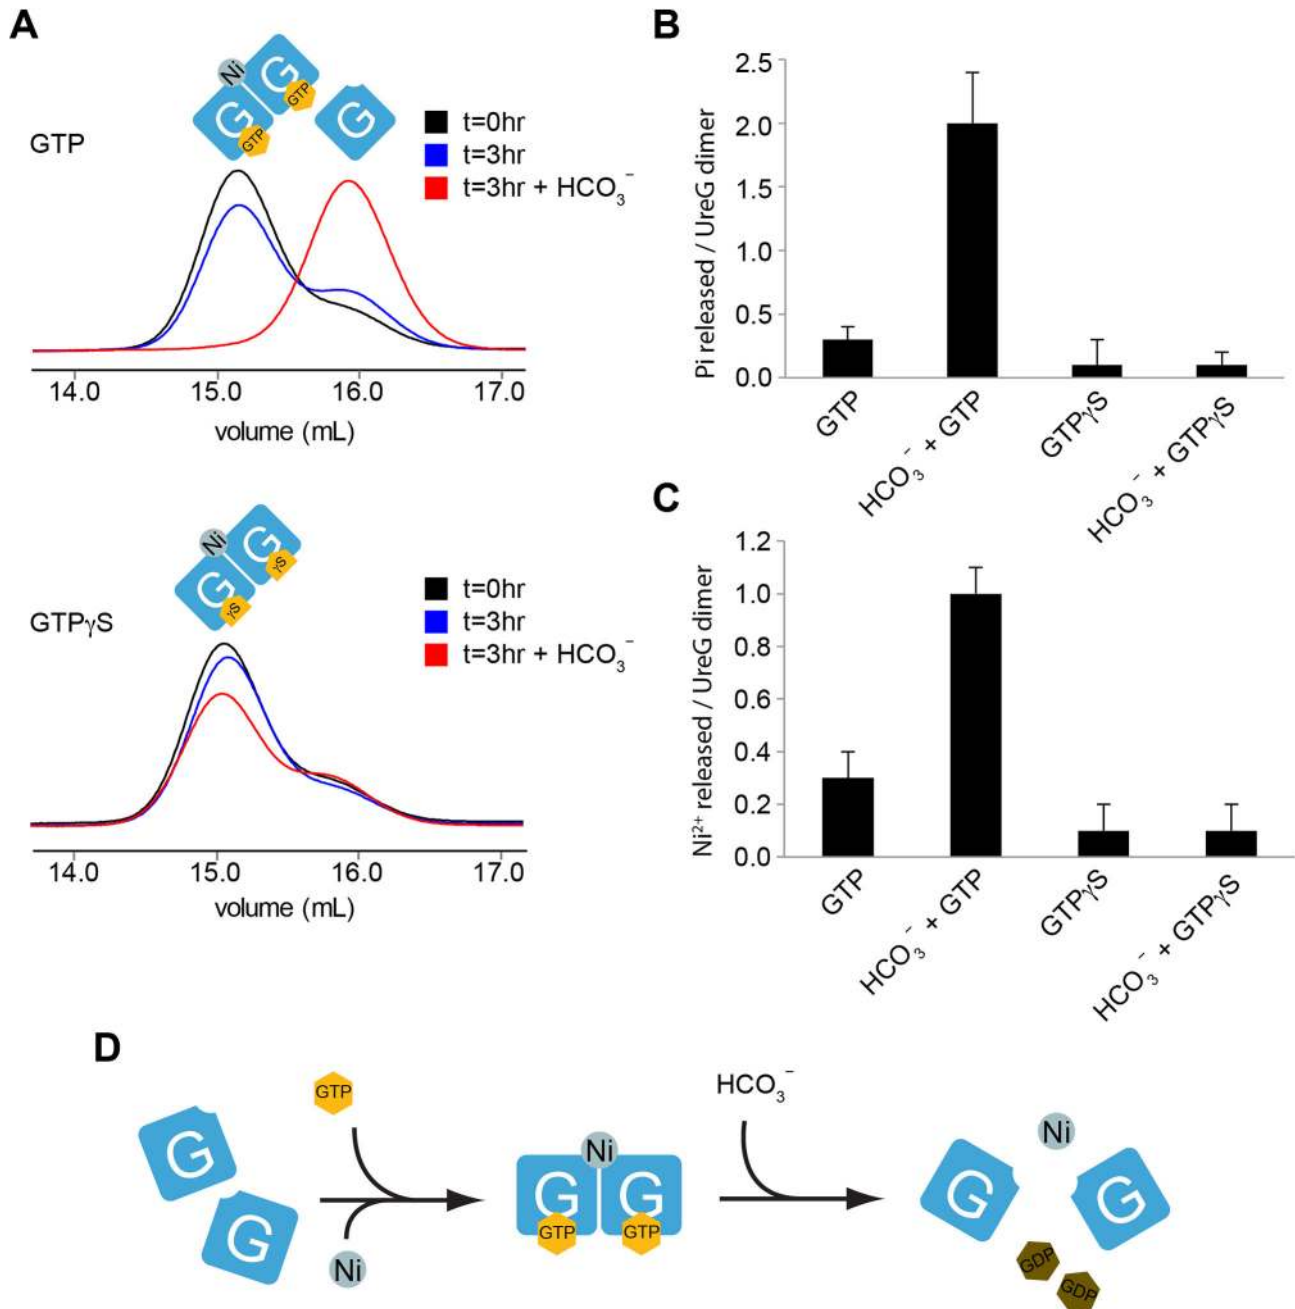 A
Ni
G
G
GTP
GTP
G
GTP
t=0hr
t=3hr
t=3hr + HCO₃⁻
14.0 15.0 16.0 17.0
volume (mL)
Ni
G
G
γS
γS
GTPγS
t=0hr
t=3hr
t=3hr + HCO₃⁻
14.0 15.0 16.0 17.0
volume (mL)
B
Pi released / UreG dimer
2.5
2.0
1.5
1.0
0.5
0.0
GTP
HCO₃⁻ + GTP
GTPγS
HCO₃⁻ + GTPγS
C
Ni²⁺ released / UreG dimer
1.2
1.0
0.8
0.6
0.4
0.2
0.0
GTP
HCO₃⁻ + GTP
GTPγS
HCO₃⁻ + GTPγS
D
G
G
GTP
Ni
Ni
G G
GTP GTP
HCO₃⁻
Ni
G G
GDP
GDP